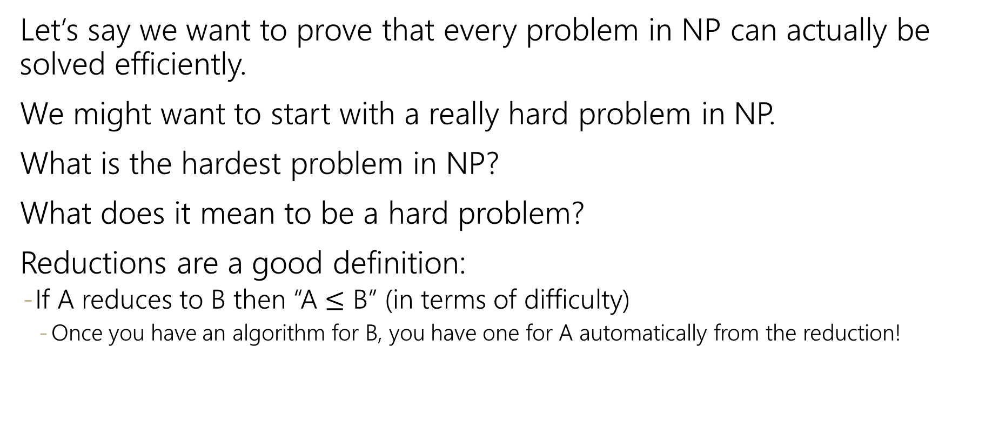 Let’s say we want to prove that every problem in NP can actually be
solved efficiently.
We might want to start with a really hard problem in NP.
What is the hardest problem in NP?
What does it mean to be a hard problem?
Reductions are a good definition:
-If A reduces to B then “A ≤ B” (in terms of difficulty)
- Once you have an algorithm for B, you have one for A automatically from the reduction!